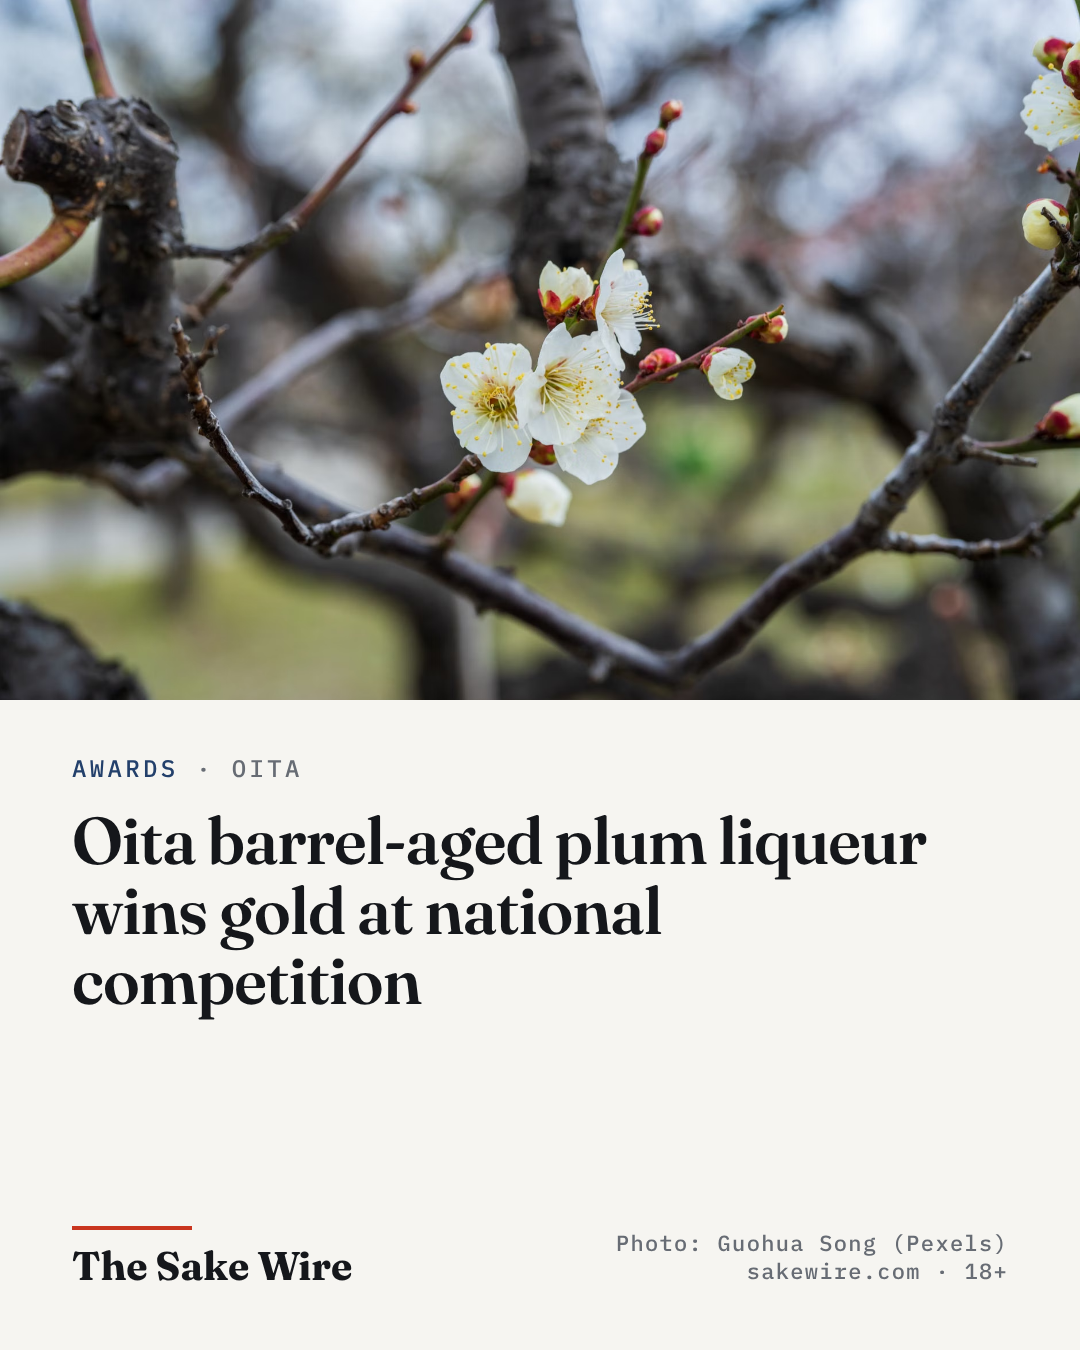 AWARDS · OITA
Oita barrel-aged plum liqueur
wins gold at national
competition
The Sake Wire
Photo: Guohua Song (Pexels)
sakewire.com · 18+